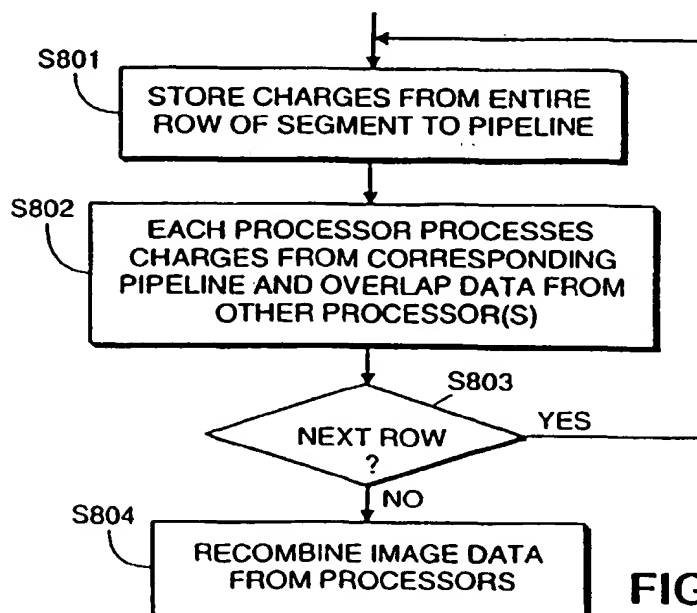 S801
STORE CHARGES FROM ENTIRE
ROW OF SEGMENT TO PIPELINE
S802
EACH PROCESSOR PROCESSES
CHARGES FROM CORRESPONDING
PIPELINE AND OVERLAP DATA FROM
OTHER PROCESSOR(S)
S803
NEXT ROW
?
YES
NO
S804
RECOMBINE IMAGE DATA
FROM PROCESSORS
FIG